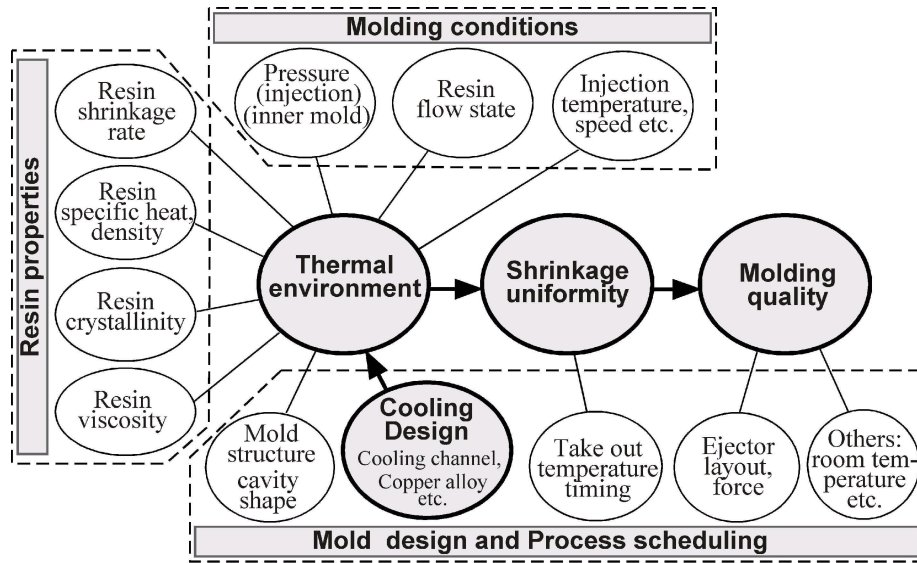 Molding conditions
Pressure
(injection)
(inner mold)
Resin
flow state
Injection
temperature,
speed etc.
Resin properties
Resin
shrinkage
rate
Resin
specific heat,
density
Resin
crystallinity
Resin
viscosity
Thermal
environment
Shrinkage
uniformity
Molding
quality
Mold
structure
cavity
shape
Cooling
Design
Cooling channel,
Copper alloy
etc.
Take out
temperature
timing
Ejector
layout,
force
Others:
room tem-
perature
etc.
Mold design and Process scheduling